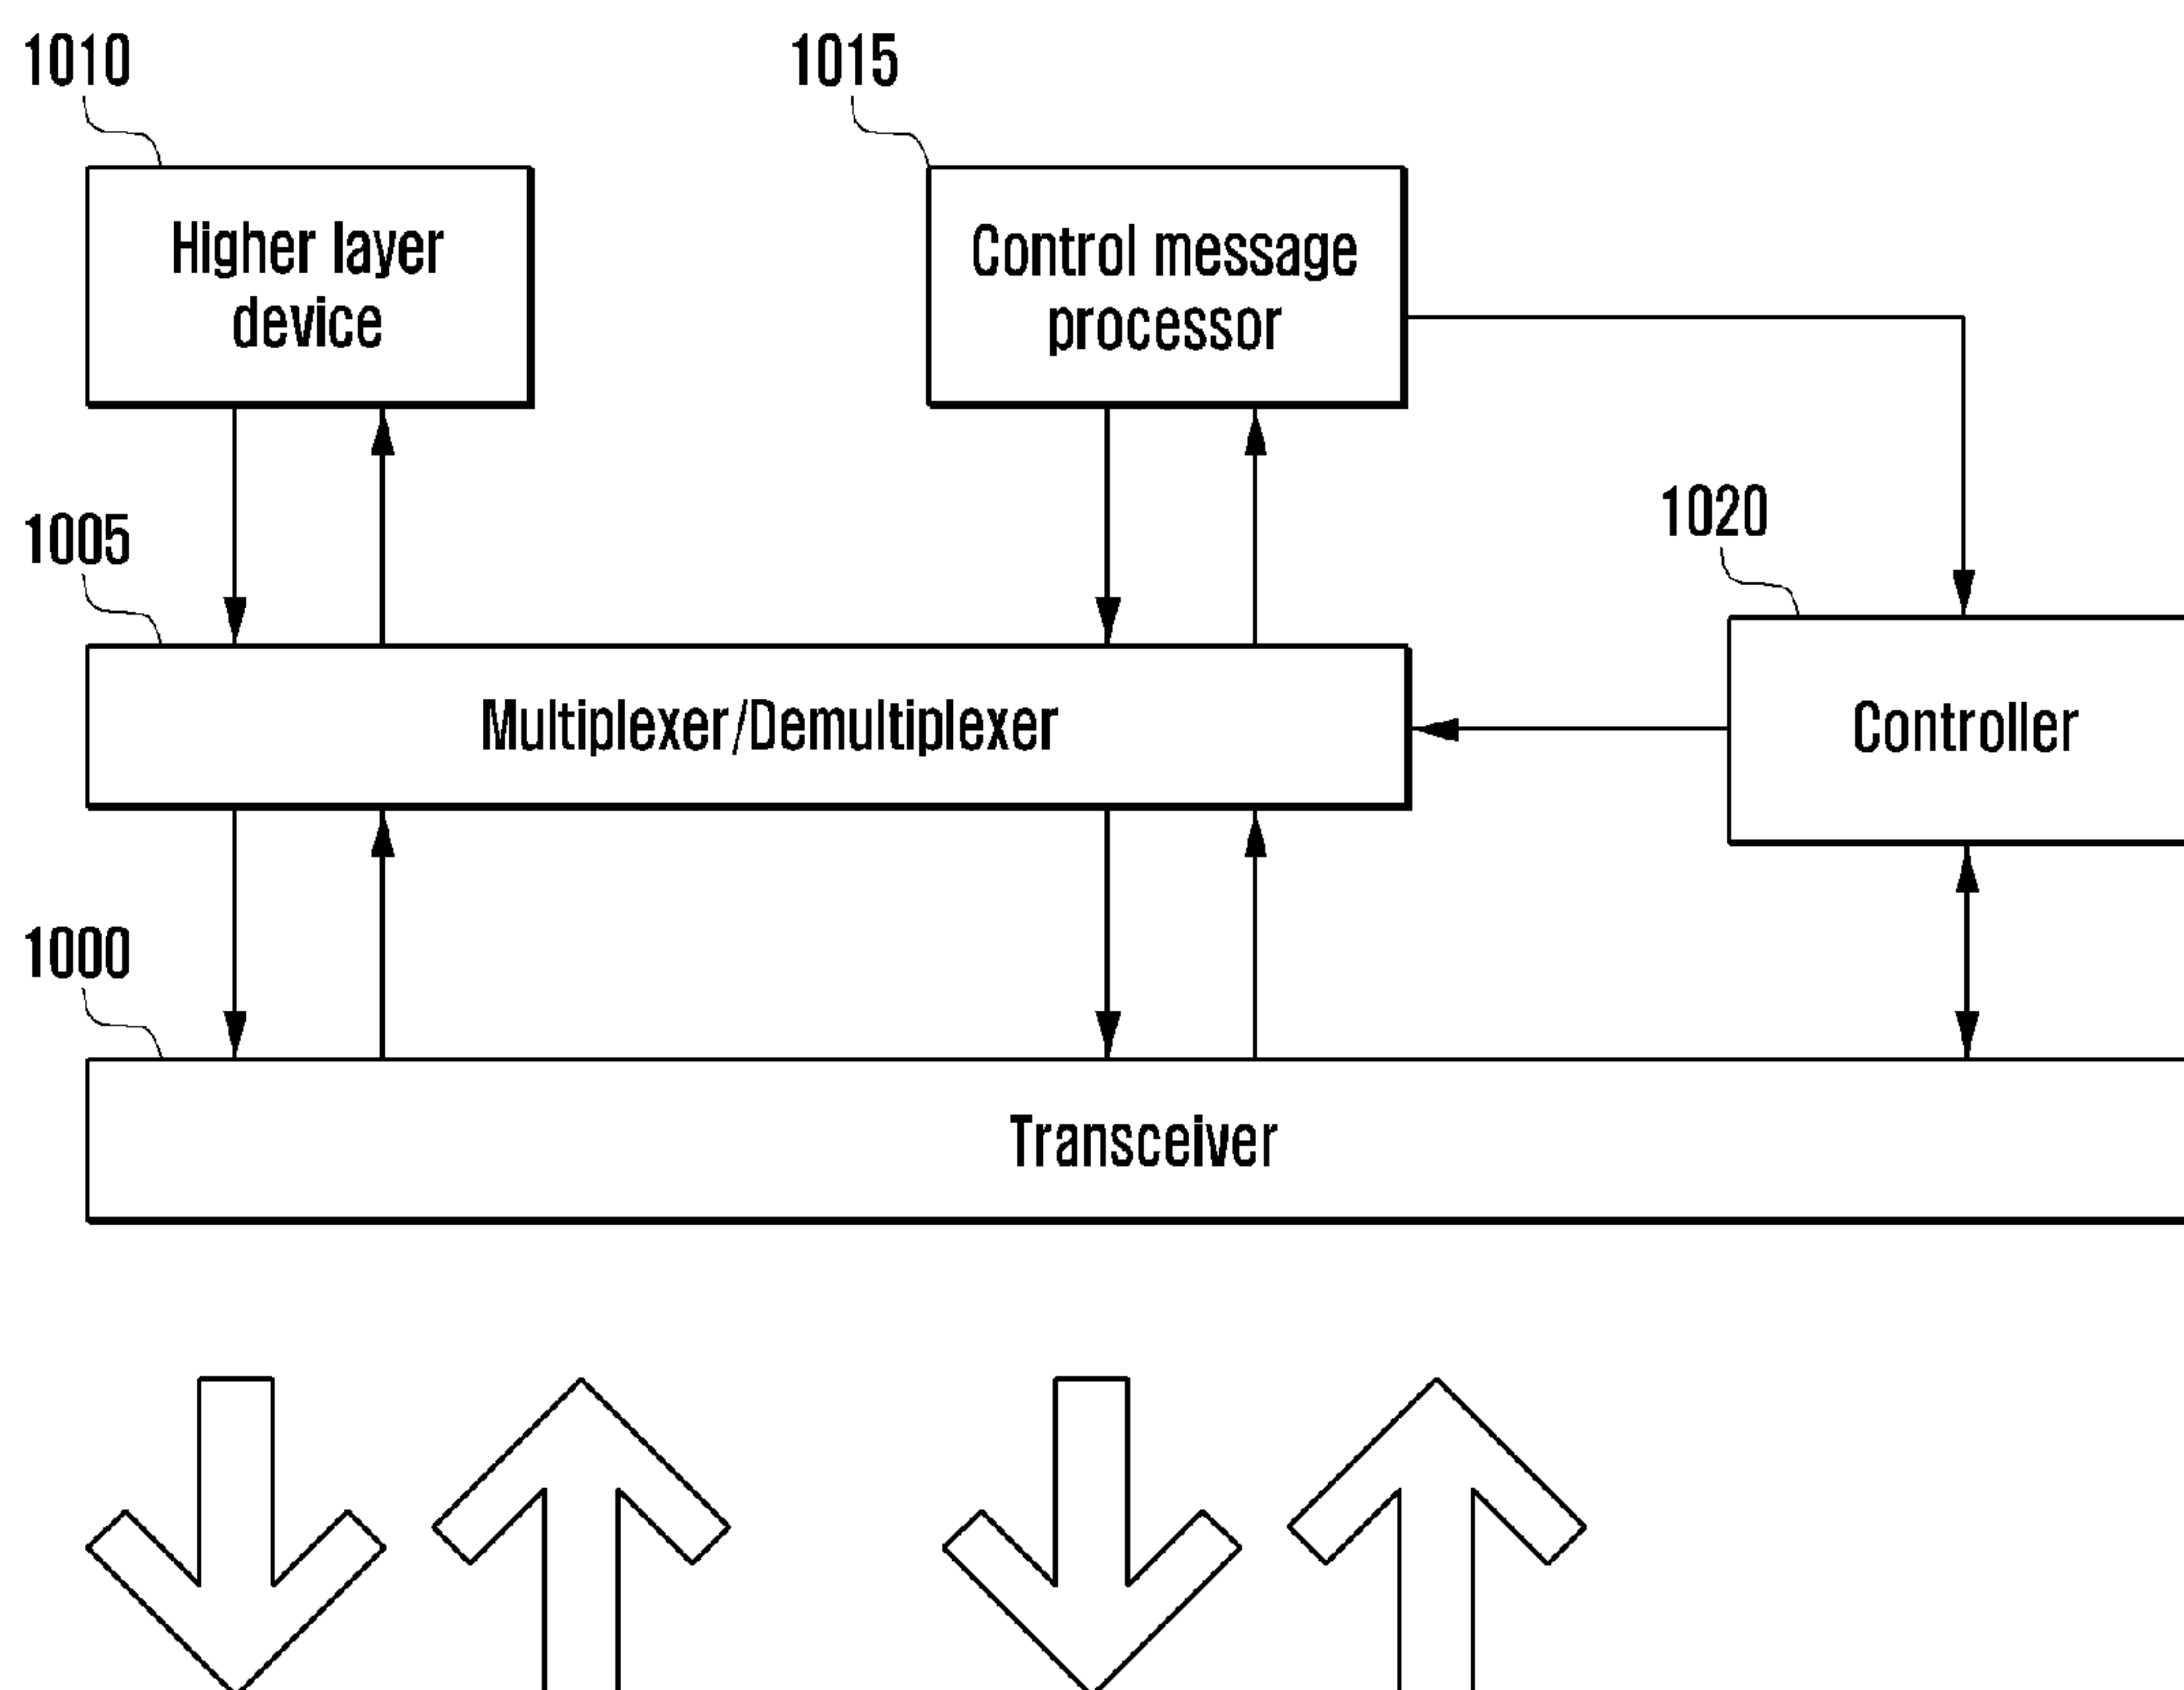 1010
1015
Higher layer
device
Control message
processor
1005
1020
Multiplexer/Demultiplexer
Controller
1000
Transceiver